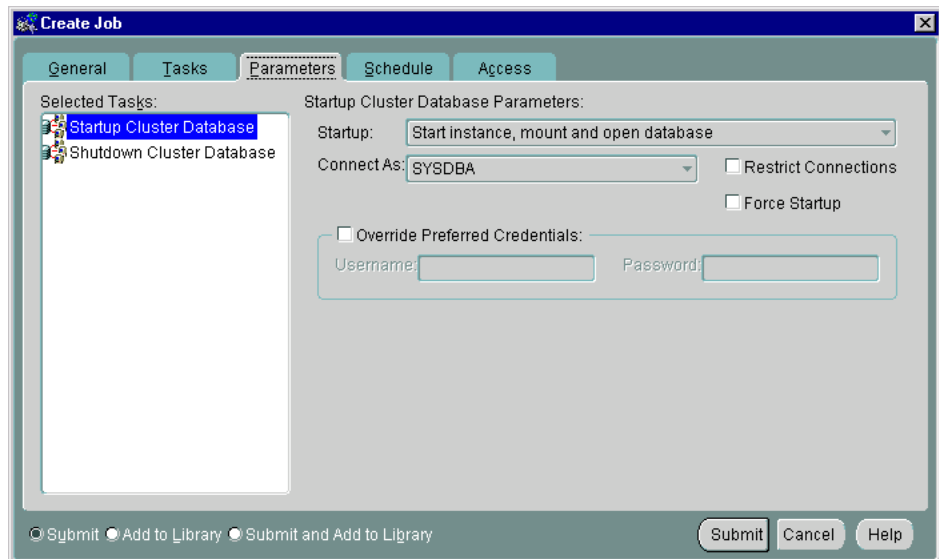 Create Job
General Tasks Parameters Schedule Access
Selected Tasks:
Startup Cluster Database
Shutdown Cluster Database
Startup Cluster Database Parameters:
Startup: Start instance, mount and open database
Connect As: SYSDBA
Restrict Connections
Force Startup
Override Preferred Credentials:
Username: Password:
Submit Add to Library Submit and Add to Library
Submit Cancel Help